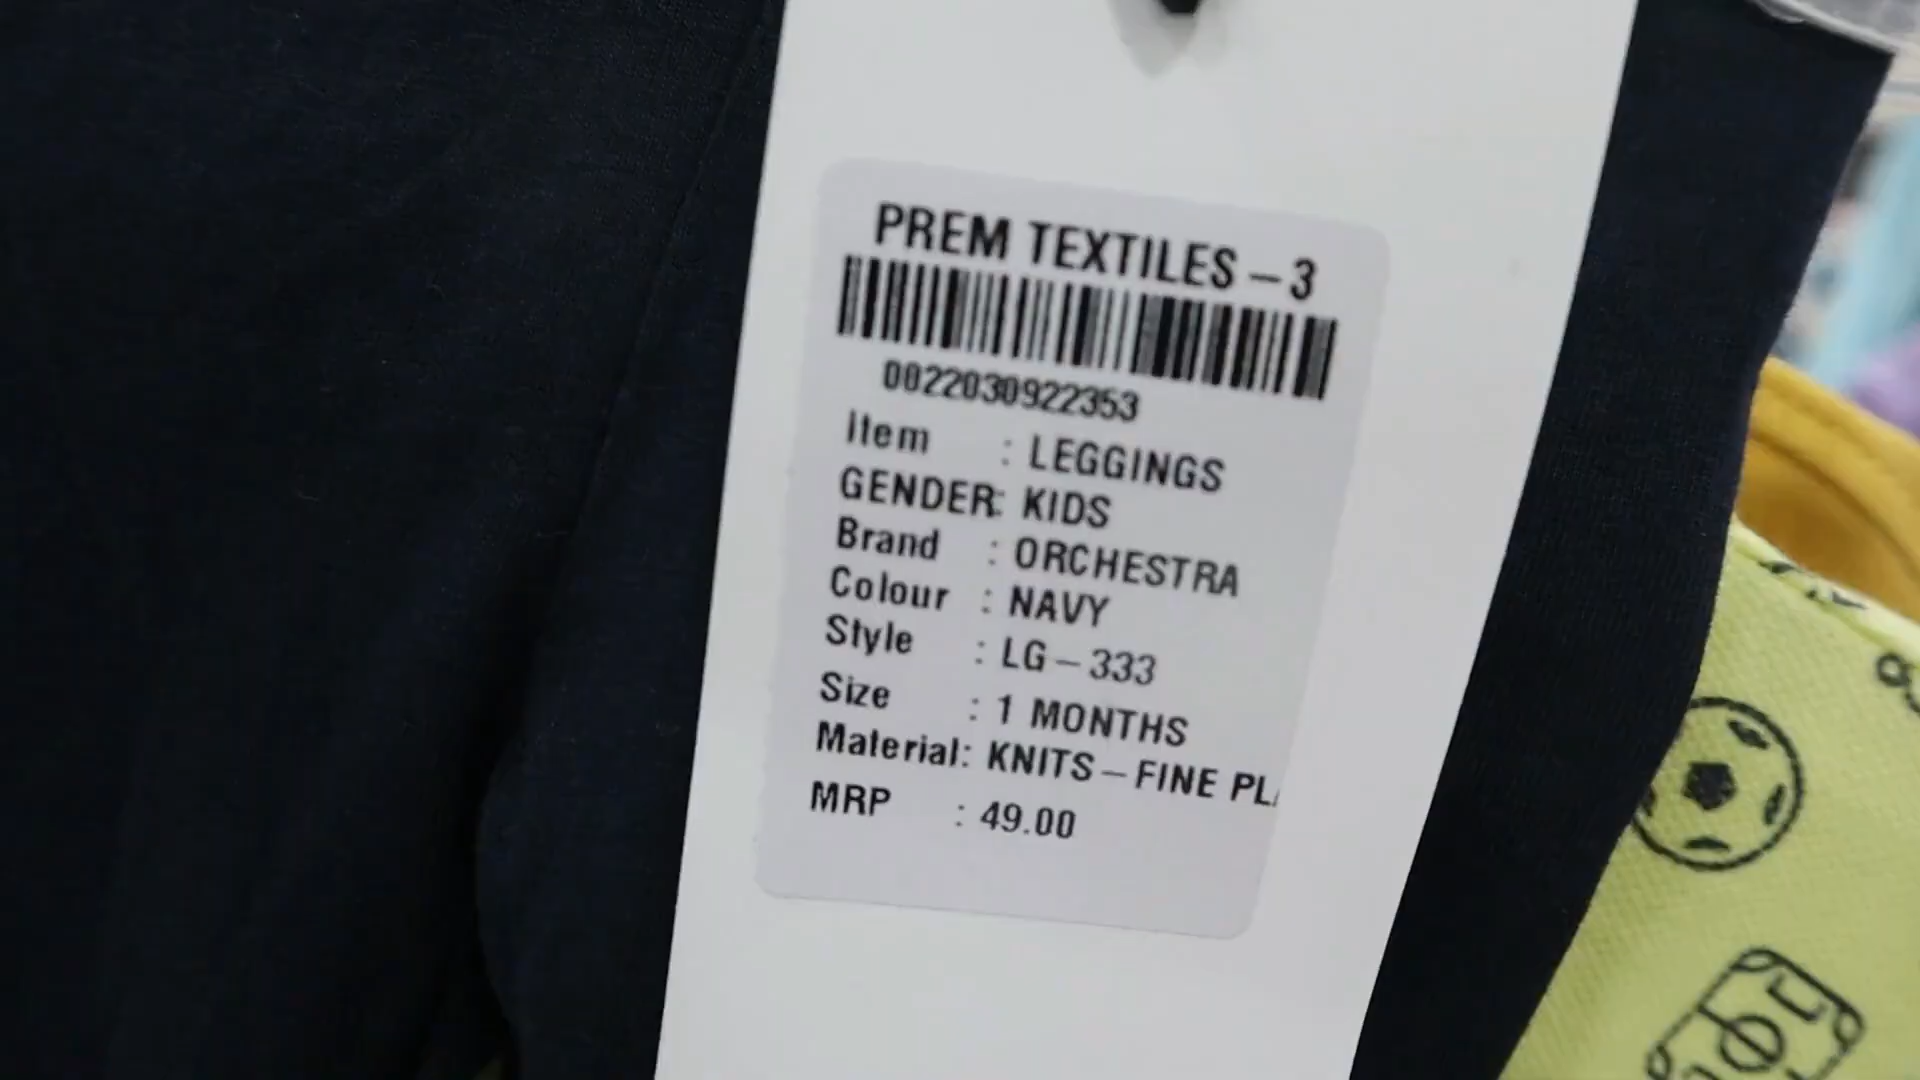 PREM TEXTILES - 3
0022030922353
Item : LEGGINGS
GENDER: KIDS
Brand : ORCHESTRA
Colour : NAVY
Style : LG - 333
Size : 1 MONTHS
Material: KNITS - FINE
MRP : 49.00